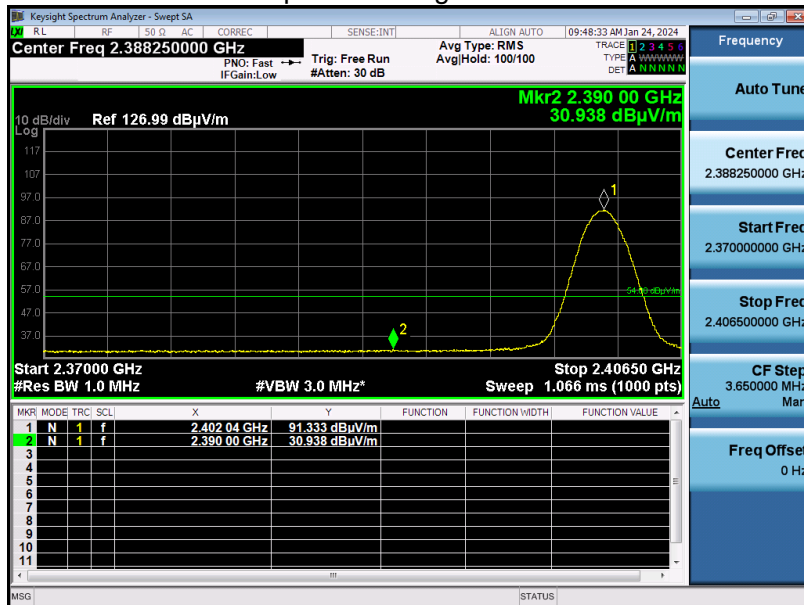 Keysight Spectrum Analyzer - Swept SA
LXI RL RF 50 Ω AC CORREC SENSE:INT ALIGN AUTO 09:48:33 AM Jan 24, 2024
Center Freq 2.388250000 GHz
PNO: Fast
IFGain:Low
Trig: Free Run
#Atten: 30 dB
Avg Type: RMS
Avg|Hold: 100/100
TRACE 1 2 3 4 5 6
TYPE A WWWWW
DET A N N N N N
Mkr2 2.390 00 GHz
30.938 dBµV/m
10 dB/div Ref 126.99 dBµV/m
Log
117
107
97.0
87.0
77.0
67.0
57.0
47.0
37.0
1
54.00 dBµV/m
2
Start 2.37000 GHz Stop 2.40650 GHz
#Res BW 1.0 MHz #VBW 3.0 MHz* Sweep 1.066 ms (1000 pts)
MKR MODE TRC SCL X Y FUNCTION FUNCTION WIDTH FUNCTION VALUE
1 N 1 f 2.402 04 GHz 91.333 dBµV/m
2 N 1 f 2.390 00 GHz 30.938 dBµV/m
3
4
5
6
7
8
9
10
11
MSG STATUS
Frequency
Auto Tune
Center Freq
2.388250000 GHz
Start Freq
2.370000000 GHz
Stop Freq
2.406500000 GHz
CF Step
3.650000 MHz
Auto Man
Freq Offset
0 Hz